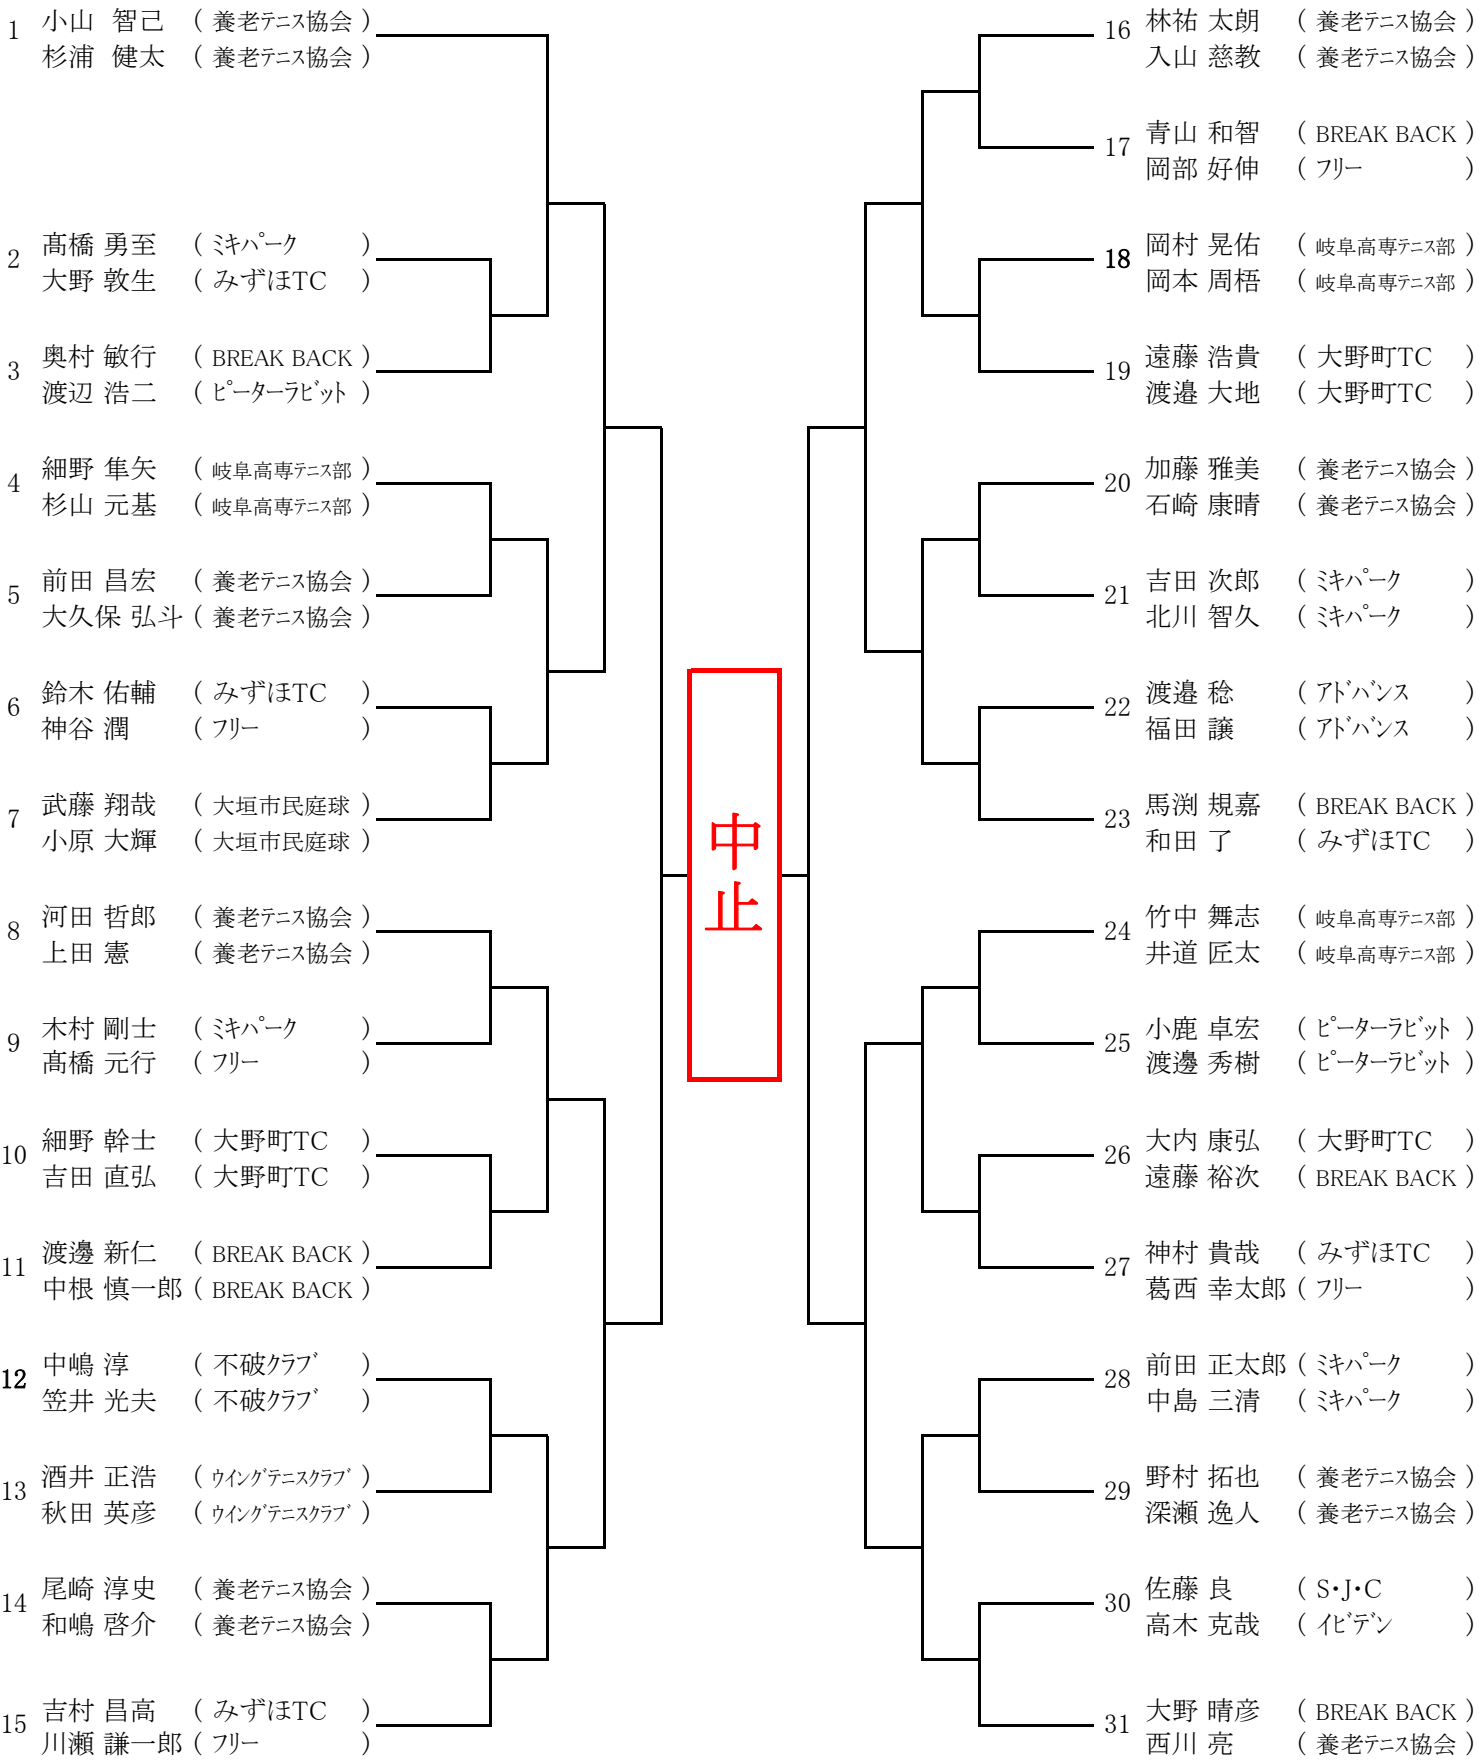 1 小山 智己 ( 養老テニス協会 )
杉浦 健太 ( 養老テニス協会 )
2 髙橋 勇至 ( ミキパーク )
大野 敦生 ( みずほTC )
3 奥村 敏行 ( BREAK BACK )
渡辺 浩二 ( ピーターラビット )
4 細野 隼矢 ( 岐阜高専テニス部 )
杉山 元基 ( 岐阜高専テニス部 )
5 前田 昌宏 ( 養老テニス協会 )
大久保 弘斗 ( 養老テニス協会 )
6 鈴木 佑輔 ( みずほTC )
神谷 潤 ( フリー )
7 武藤 翔哉 ( 大垣市民庭球 )
小原 大輝 ( 大垣市民庭球 )
8 河田 哲郎 ( 養老テニス協会 )
上田 憲 ( 養老テニス協会 )
9 木村 剛士 ( ミキパーク )
髙橋 元行 ( フリー )
10 細野 幹士 ( 大野町TC )
吉田 直弘 ( 大野町TC )
11 渡邊 新仁 ( BREAK BACK )
中根 慎一郎 ( BREAK BACK )
12 中嶋 淳 ( 不破クラブ )
笠井 光夫 ( 不破クラブ )
13 酒井 正浩 ( ウイングテニスクラブ )
秋田 英彦 ( ウイングテニスクラブ )
14 尾崎 淳史 ( 養老テニス協会 )
和嶋 啓介 ( 養老テニス協会 )
15 吉村 昌高 ( みずほTC )
川瀬 謙一郎 ( フリー )
中止
16 林祐 太朗 ( 養老テニス協会 )
入山 慈教 ( 養老テニス協会 )
17 青山 和智 ( BREAK BACK )
岡部 好伸 ( フリー )
18 岡村 晃佑 ( 岐阜高専テニス部 )
岡本 周梧 ( 岐阜高専テニス部 )
19 遠藤 浩貴 ( 大野町TC )
渡邉 大地 ( 大野町TC )
20 加藤 雅美 ( 養老テニス協会 )
石崎 康晴 ( 養老テニス協会 )
21 吉田 次郎 ( ミキパーク )
北川 智久 ( ミキパーク )
22 渡邉 稔 ( アドバンス )
福田 譲 ( アドバンス )
23 馬渕 規嘉 ( BREAK BACK )
和田 了 ( みずほTC )
24 竹中 舞志 ( 岐阜高専テニス部 )
井道 匠太 ( 岐阜高専テニス部 )
25 小鹿 卓宏 ( ピーターラビット )
渡邊 秀樹 ( ピーターラビット )
26 大内 康弘 ( 大野町TC )
遠藤 裕次 ( BREAK BACK )
27 神村 貴哉 ( みずほTC )
葛西 幸太郎 ( フリー )
28 前田 正太郎 ( ミキパーク )
中島 三清 ( ミキパーク )
29 野村 拓也 ( 養老テニス協会 )
深瀬 逸人 ( 養老テニス協会 )
30 佐藤 良 ( S・J・C )
高木 克哉 ( イビデン )
31 大野 晴彦 ( BREAK BACK )
西川 亮 ( 養老テニス協会 )